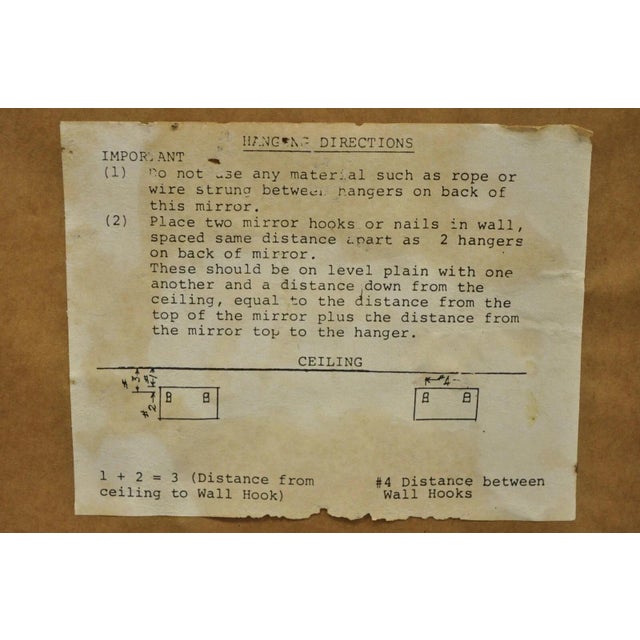 HANGING DIRECTIONS
IMPORTANT
(1) Do not use any material such as rope or
wire strung between hangers on back of
this mirror.
(2) Place two mirror hooks or nails in wall,
spaced same distance apart as 2 hangers
on back of mirror.
These should be on level plain with one
another and a distance down from the
ceiling, equal to the distance from the
top of the mirror plus the distance from
the mirror top to the hanger.
CEILING
#3 #1 #4
#2
1 + 2 = 3 (Distance from
ceiling to Wall Hook)
#4 Distance between
Wall Hooks